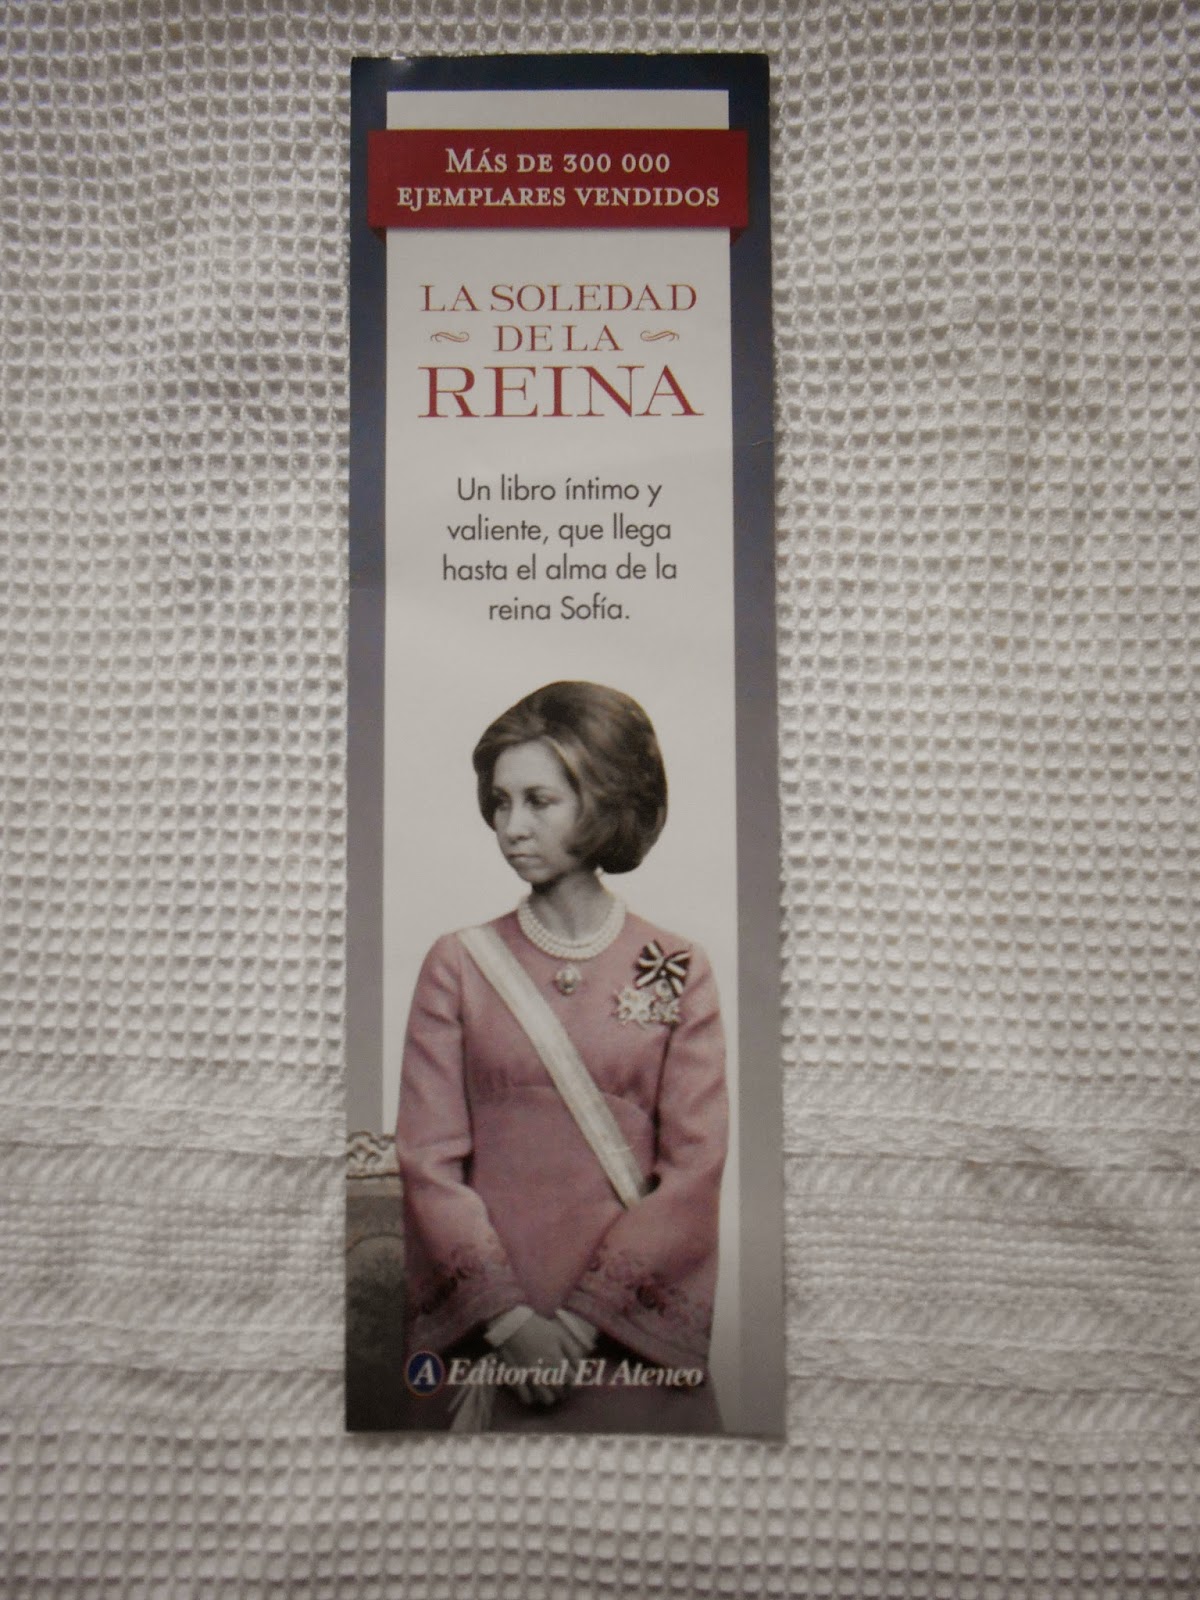 MÁS DE 300 000
EJEMPLARES VENDIDOS
LA SOLEDAD
DE LA
REINA
Un libro íntimo y
valiente, que llega
hasta el alma de la
reina Sofía.
A Editorial El Ateneo